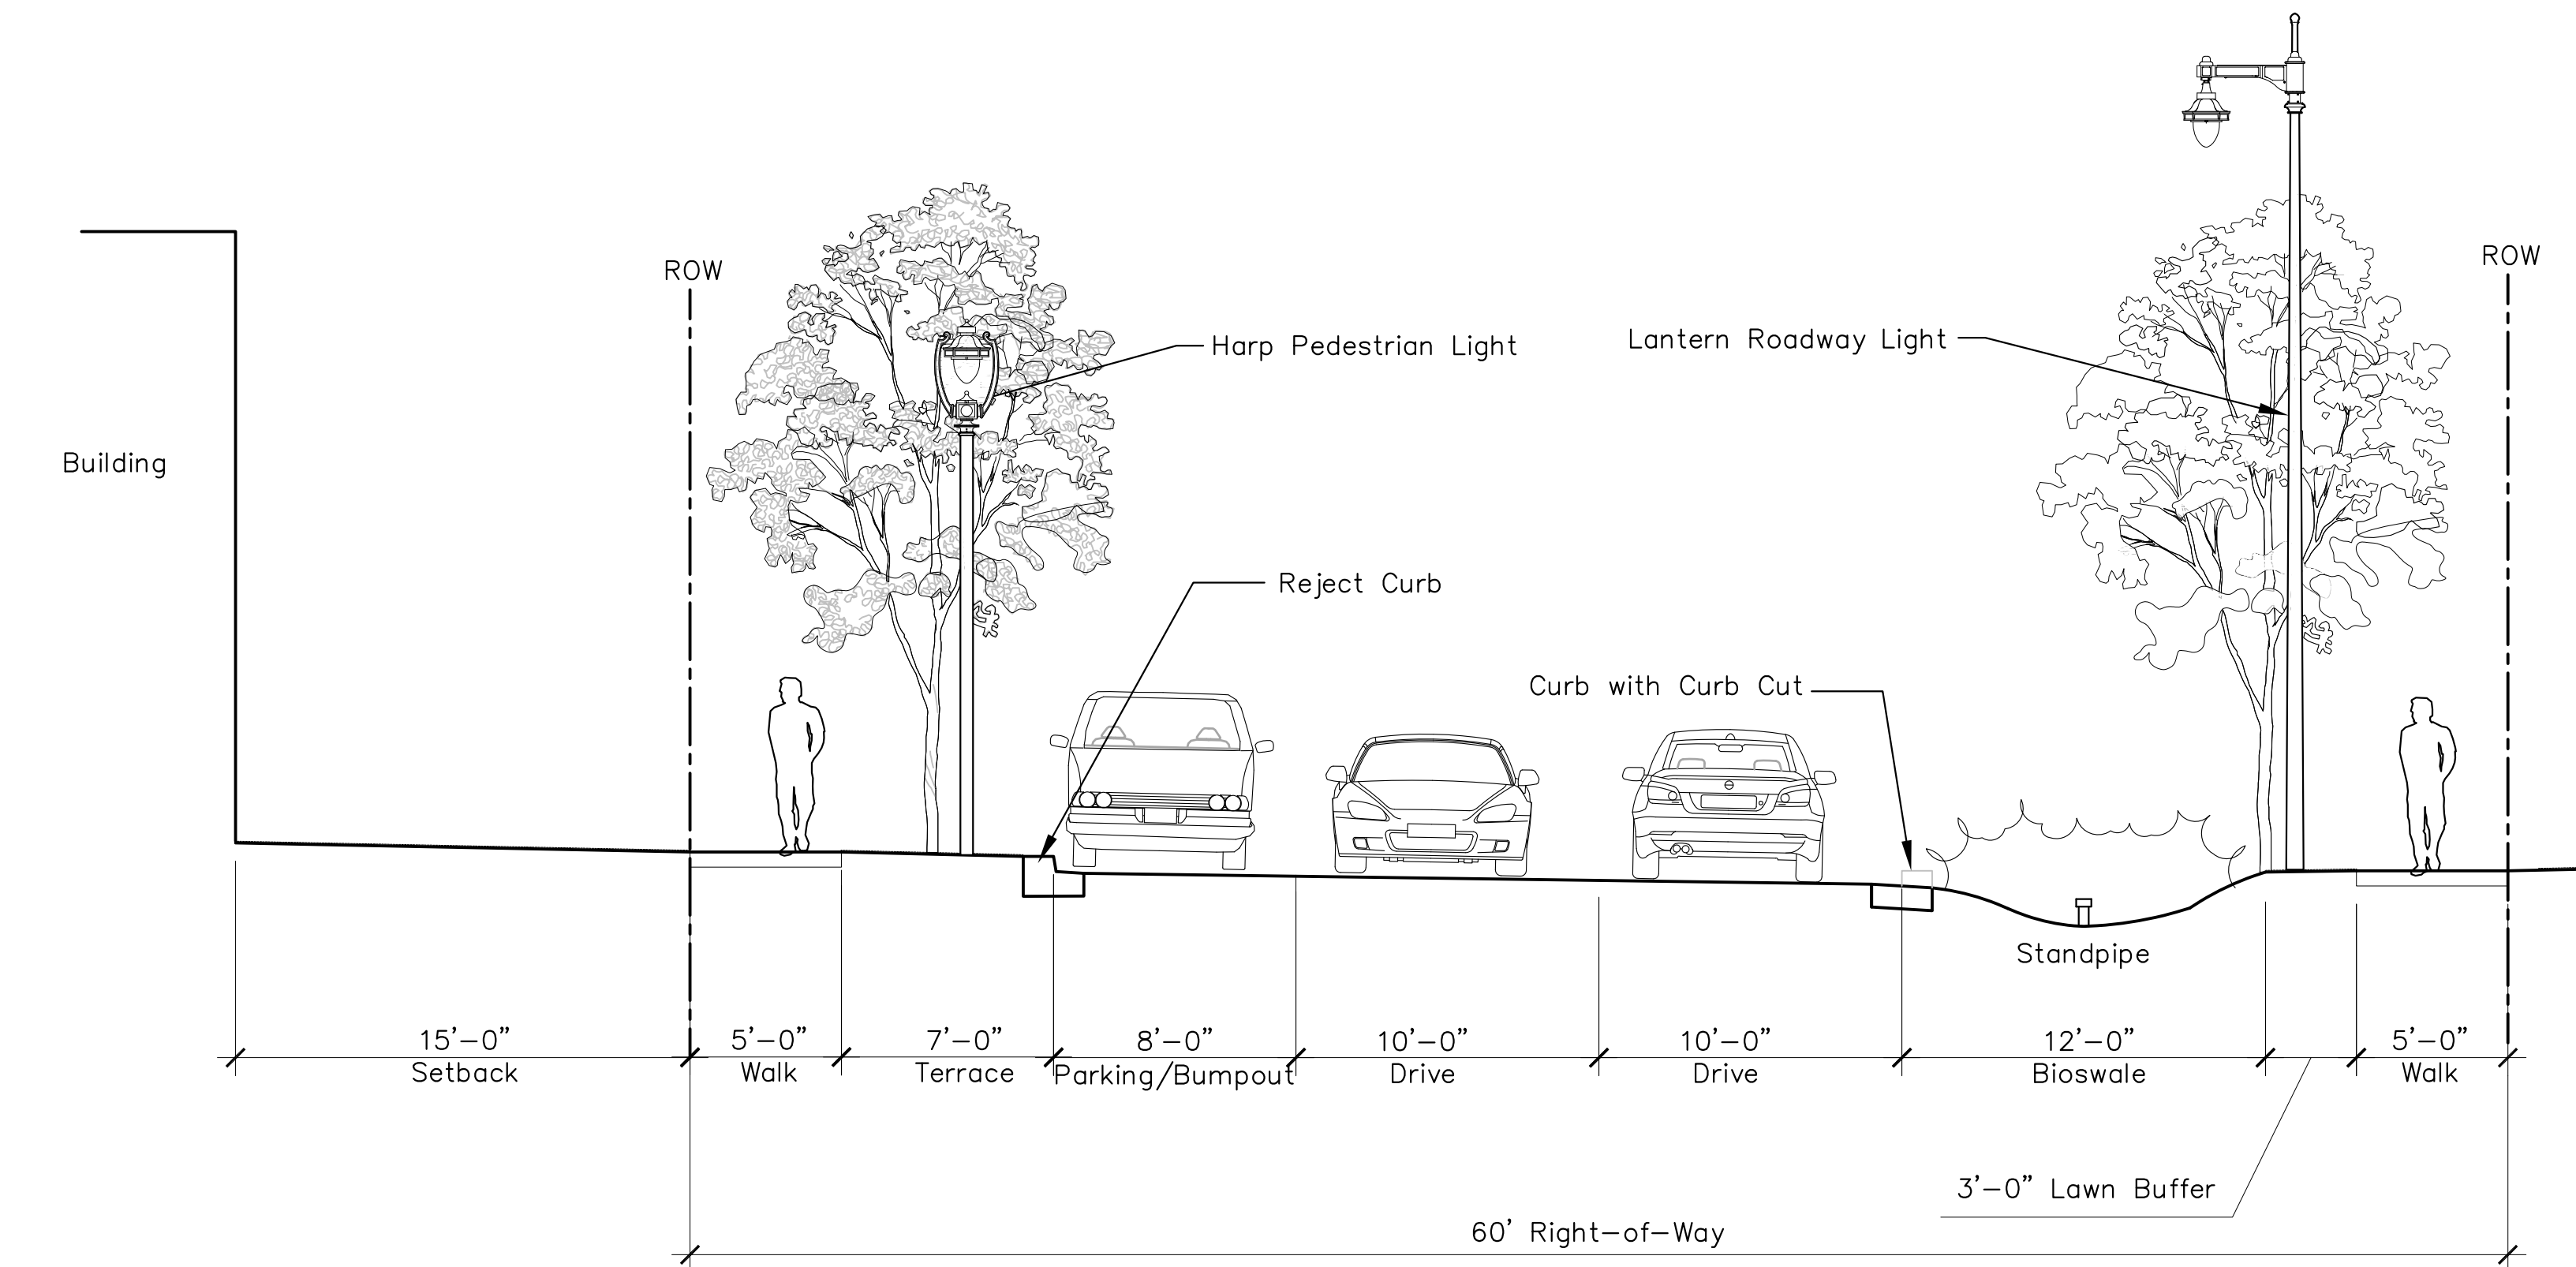 ROW
ROW
Harp Pedestrian Light
Lantern Roadway Light
Building
Reject Curb
Curb with Curb Cut
Standpipe
15'-0"
Setback
5'-0"
Walk
7'-0"
Terrace
8'-0"
Parking/Bumpout
10'-0"
Drive
10'-0"
Drive
12'-0"
Bioswale
5'-0"
Walk
3'-0" Lawn Buffer
60' Right-of-Way